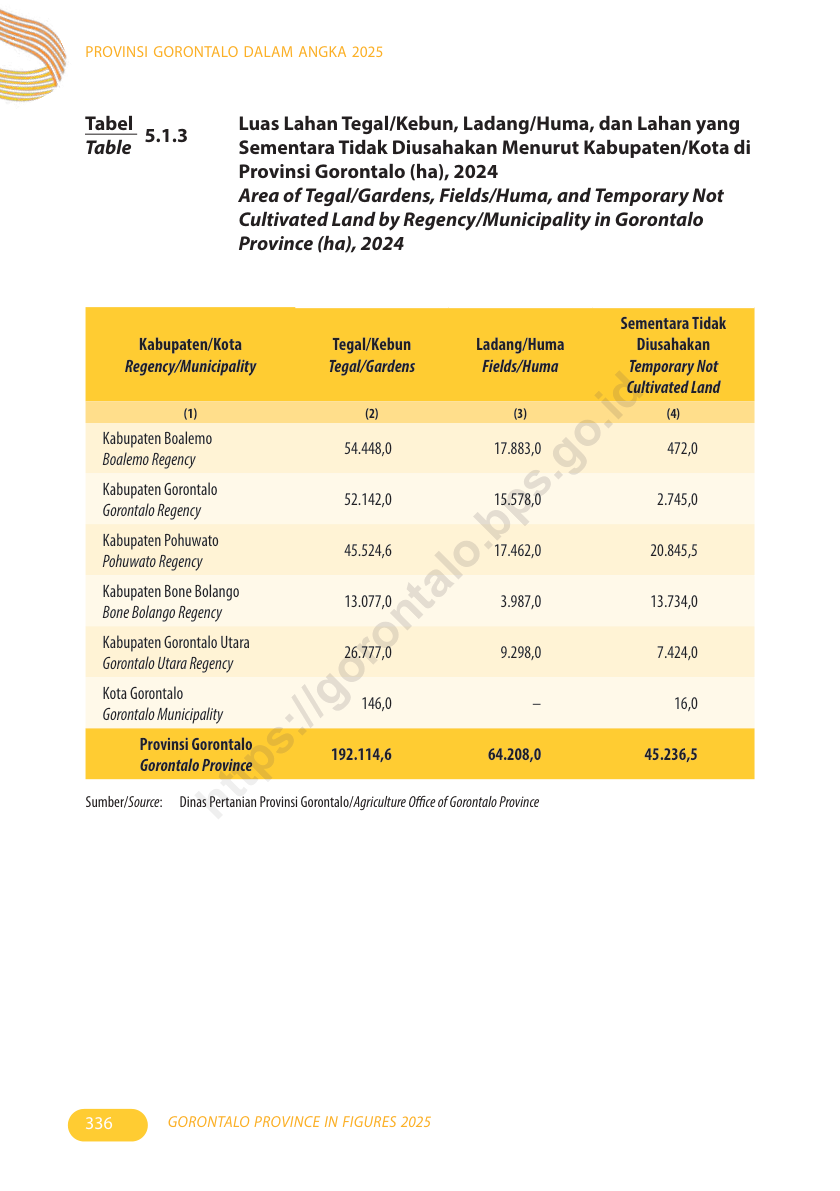 PROVINSI GORONTALO DALAM ANGKA 2025
Tabel
Table
5.1.3
Luas Lahan Tegal/Kebun, Ladang/Huma, dan Lahan yang
Sementara Tidak Diusahakan Menurut Kabupaten/Kota di
Provinsi Gorontalo (ha), 2024
Area of Tegal/Gardens, Fields/Huma, and Temporary Not
Cultivated Land by Regency/Municipality in Gorontalo
Province (ha), 2024
Kabupaten/Kota
Regency/Municipality
Tegal/Kebun
Tegal/Gardens
Ladang/Huma
Fields/Huma
Sementara Tidak
Diusahakan
Temporary Not
Cultivated Land
(1) (2) (3) (4)
Kabupaten Boalemo
Boalemo Regency
54.448,0 17.883,0 472,0
Kabupaten Gorontalo
Gorontalo Regency
52.142,0 15.578,0 2.745,0
Kabupaten Pohuwato
Pohuwato Regency
45.524,6 17.462,0 20.845,5
Kabupaten Bone Bolango
Bone Bolango Regency
13.077,0 3.987,0 13.734,0
Kabupaten Gorontalo Utara
Gorontalo Utara Regency
26.777,0 9.298,0 7.424,0
Kota Gorontalo
Gorontalo Municipality
146,0 – 16,0
Provinsi Gorontalo
Gorontalo Province
192.114,6 64.208,0 45.236,5
Sumber/Source: Dinas Pertanian Provinsi Gorontalo/Agriculture Office of Gorontalo Province
https://gorontalo.bps.go.id
336
GORONTALO PROVINCE IN FIGURES 2025